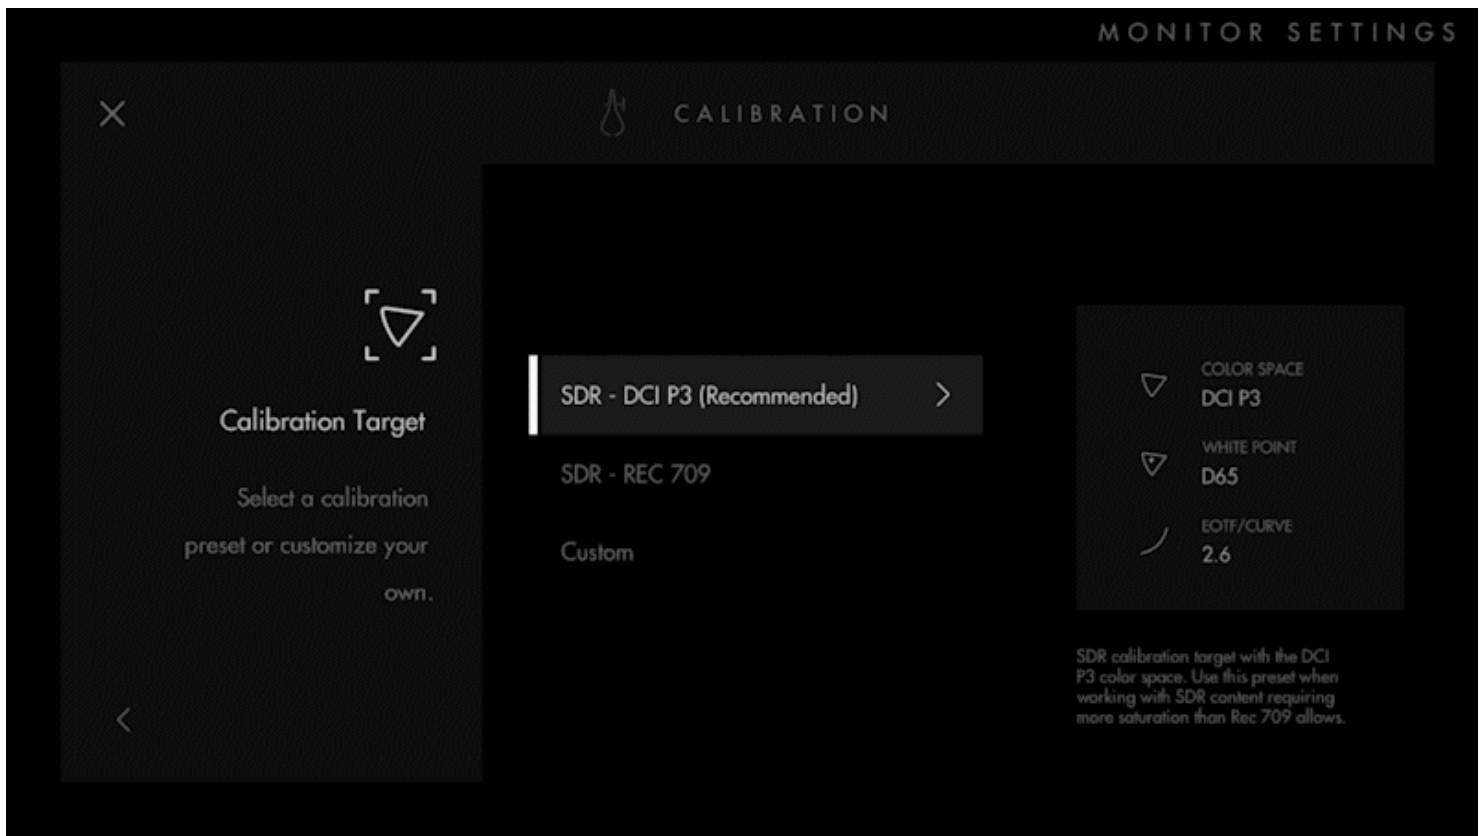 MONITOR SETTINGS
CALIBRATION
Calibration Target
Select a calibration
preset or customize your
own.
SDR - DCI P3 (Recommended)
SDR - REC 709
Custom
COLOR SPACE
DCI P3
WHITE POINT
D65
EOTF/CURVE
2.6
SDR calibration target with the DCI
P3 color space. Use this preset when
working with SDR content requiring
more saturation than Rec 709 allows.